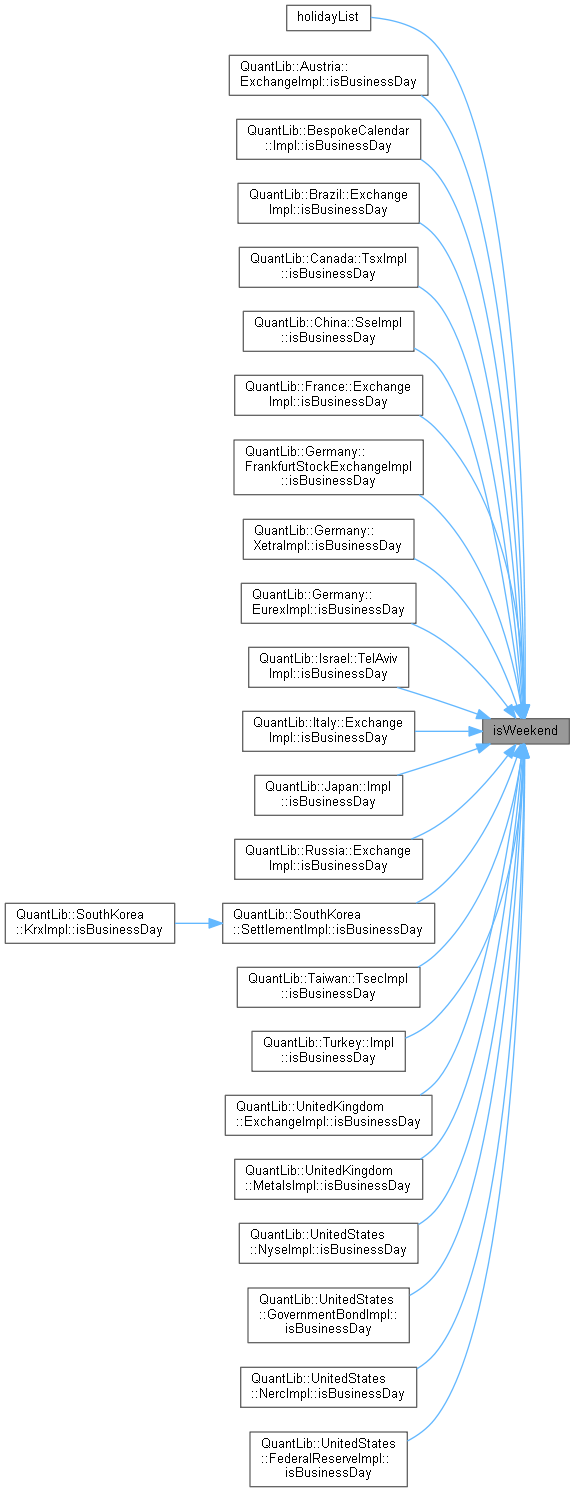 holidayList
QuantLib::Austria::
ExchangeImpl::isBusinessDay
QuantLib::BespokeCalendar
::Impl::isBusinessDay
QuantLib::Brazil::Exchange
Impl::isBusinessDay
QuantLib::Canada::TsxImpl
::isBusinessDay
QuantLib::China::SseImpl
::isBusinessDay
QuantLib::France::Exchange
Impl::isBusinessDay
QuantLib::Germany::
FrankfurtStockExchangeImpl
::isBusinessDay
QuantLib::Germany::
XetraImpl::isBusinessDay
QuantLib::Germany::
EurexImpl::isBusinessDay
QuantLib::Israel::TelAviv
Impl::isBusinessDay
QuantLib::Italy::Exchange
Impl::isBusinessDay
isWeekend
QuantLib::Japan::Impl
::isBusinessDay
QuantLib::Russia::Exchange
Impl::isBusinessDay
QuantLib::SouthKorea
::KrxImpl::isBusinessDay
QuantLib::SouthKorea
::SettlementImpl::isBusinessDay
QuantLib::Taiwan::TsecImpl
::isBusinessDay
QuantLib::Turkey::Impl
::isBusinessDay
QuantLib::UnitedKingdom
::ExchangeImpl::isBusinessDay
QuantLib::UnitedKingdom
::MetalsImpl::isBusinessDay
QuantLib::UnitedStates
::NyseImpl::isBusinessDay
QuantLib::UnitedStates
::GovernmentBondImpl::
isBusinessDay
QuantLib::UnitedStates
::NercImpl::isBusinessDay
QuantLib::UnitedStates
::FederalReserveImpl::
isBusinessDay